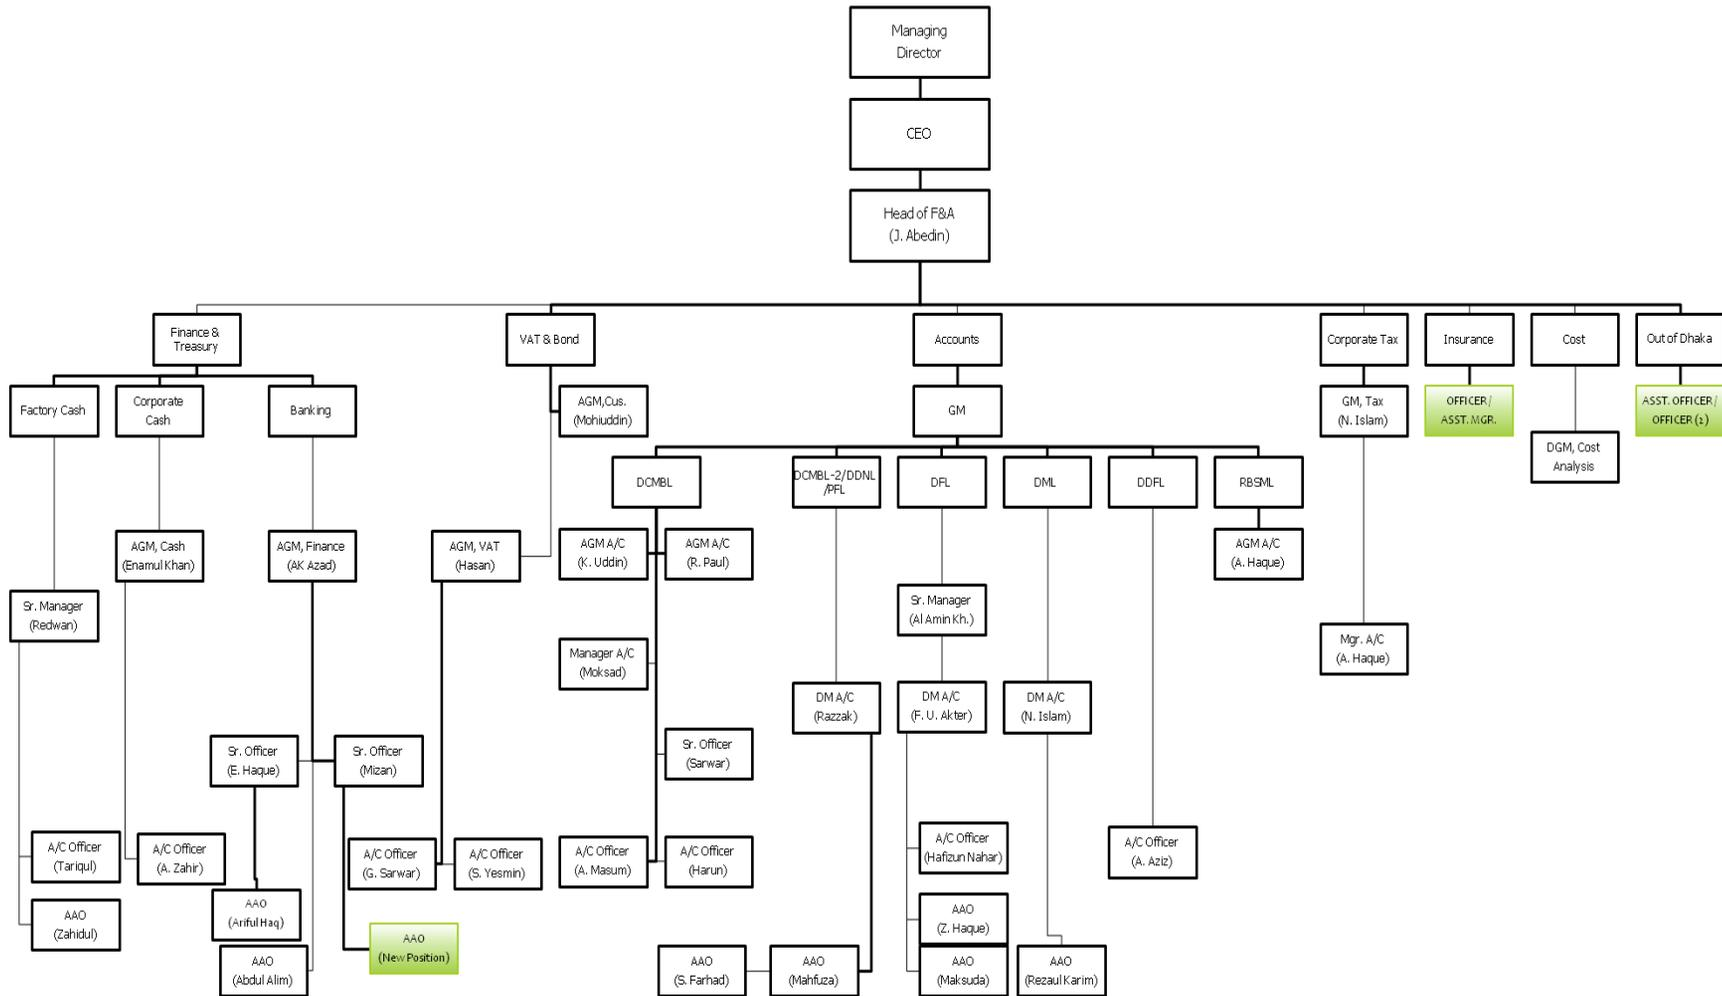 Managing
Director
CEO
Head of F&A
(J. Abedin)
Finance &
Treasury
VAT & Bond
Accounts
Corporate Tax
Insurance
Cost
Out of Dhaka
Factory Cash
Corporate
Cash
Banking
AGM,Cus.
(Mohiuddin)
GM
GM, Tax
(N. Islam)
OFFICER/
ASST. MGR.
ASST. OFFICER/
OFFICER (2)
DGM, Cost
Analysis
DCMBL
DCMBL-2/DDNL
/PFL
DFL
DML
DDFL
RBSML
AGM, Cash
(Enamul Khan)
AGM, Finance
(AK Azad)
AGM, VAT
(Hasan)
AGM A/C
(K. Uddin)
AGM A/C
(R. Paul)
AGM A/C
(A. Haque)
Sr. Manager
(Redwan)
Sr. Manager
(Al Amin Kh.)
Manager A/C
(Moksad)
Mgr. A/C
(A. Haque)
DM A/C
(Razzak)
DM A/C
(F. U. Akter)
DM A/C
(N. Islam)
Sr. Officer
(E. Haque)
Sr. Officer
(Mizan)
Sr. Officer
(Sarwar)
A/C Officer
(Tariqul)
A/C Officer
(A. Zahir)
A/C Officer
(G. Sarwar)
A/C Officer
(S. Yesmin)
A/C Officer
(A. Masum)
A/C Officer
(Harun)
A/C Officer
(Hafizun Nahar)
A/C Officer
(A. Aziz)
AAO
(Zahidul)
AAO
(Ariful Haq)
AAO
(Abdul Alim)
AAO
(New Position)
AAO
(S. Farhad)
AAO
(Mahfuza)
AAO
(Z. Haque)
AAO
(Maksuda)
AAO
(Rezaul Karim)